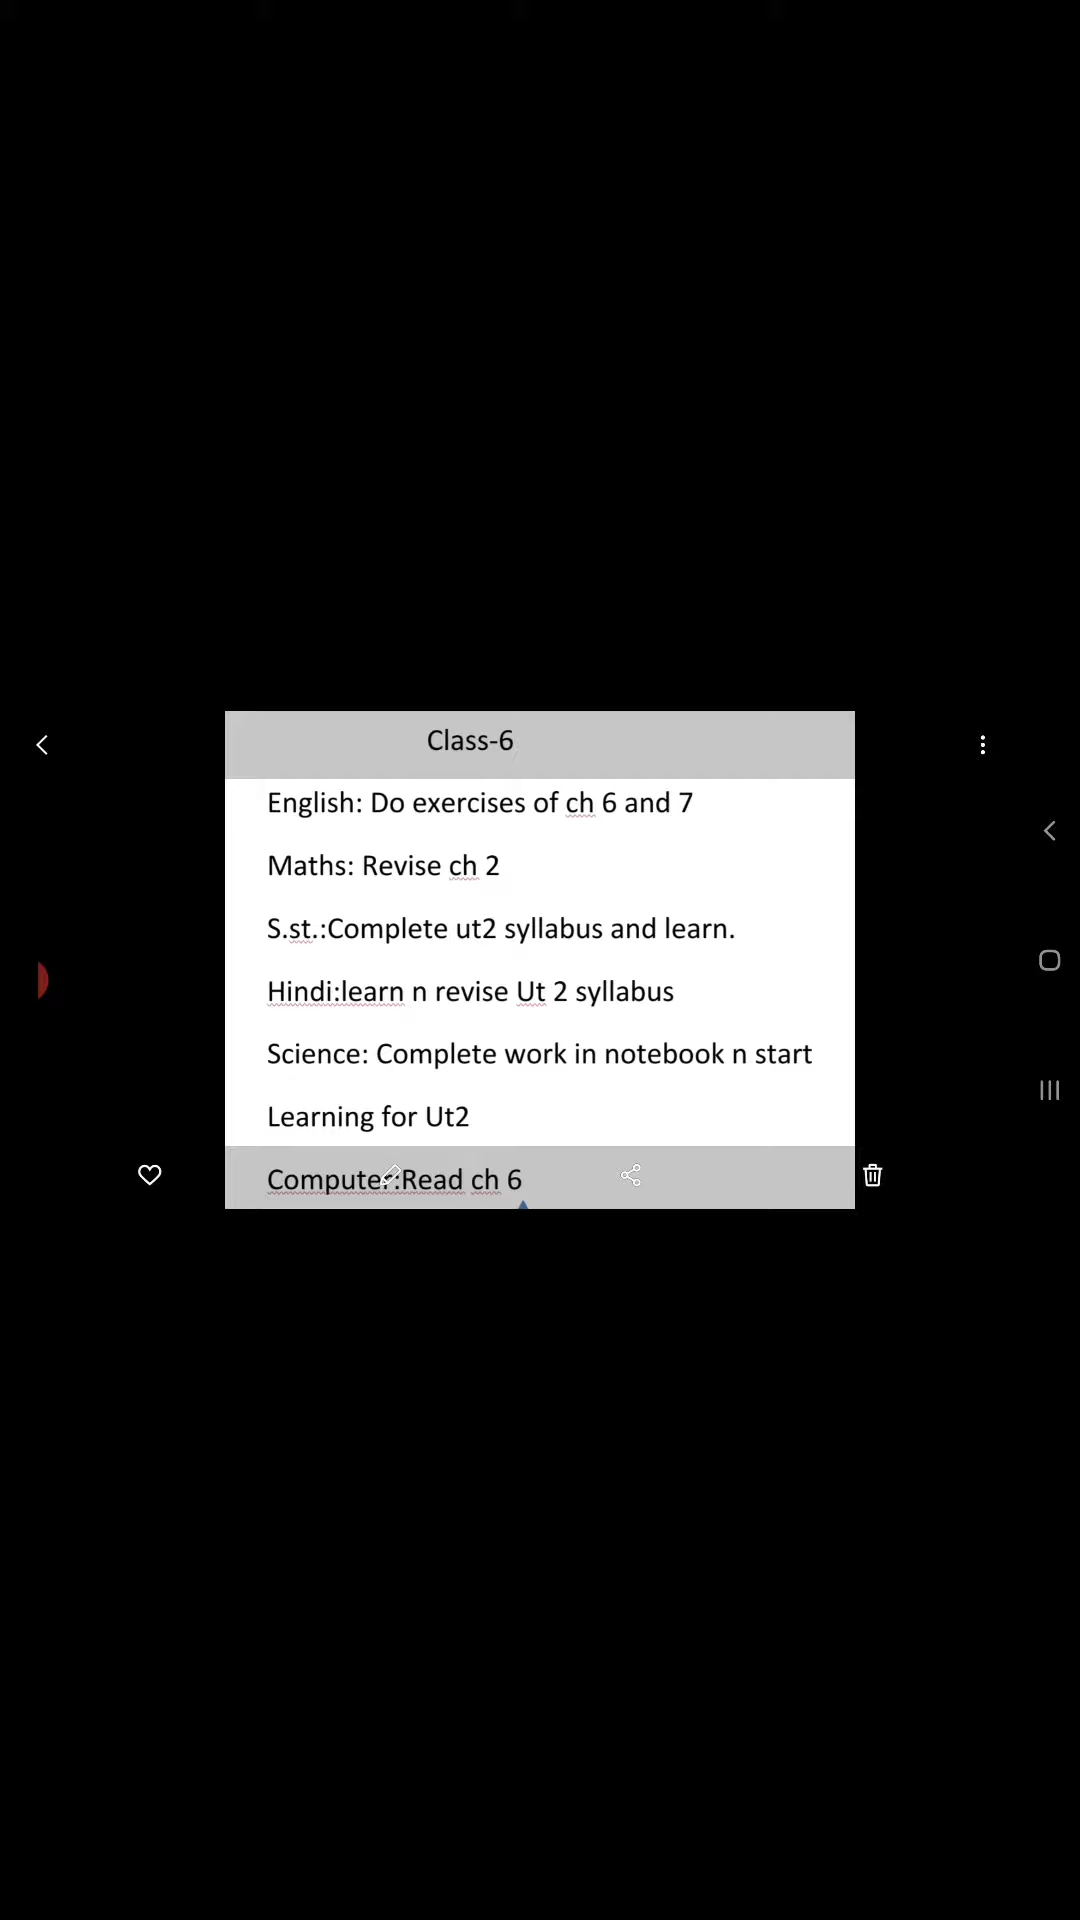 Class-6
English: Do exercises of ch 6 and 7
Maths: Revise ch 2
S.st.:Complete ut2 syllabus and learn.
Hindi:learn n revise Ut 2 syllabus
Science: Complete work in notebook n start
Learning for Ut2
Computer:Read ch 6